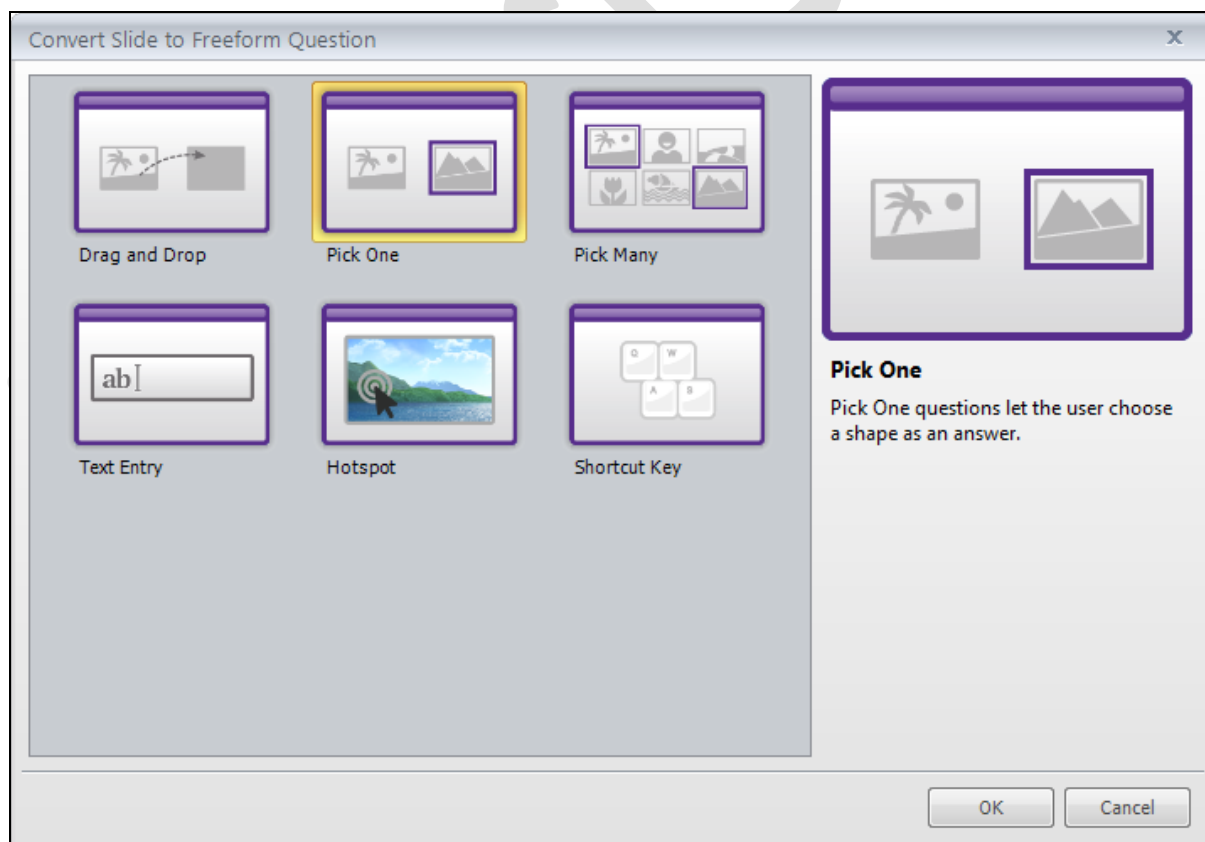 Convert Slide to Freeform Question
x
Drag and Drop
Pick One
Pick Many
ab
Q W
A S
Text Entry
Hotspot
Shortcut Key
Pick One
Pick One questions let the user choose
a shape as an answer.
OK
Cancel